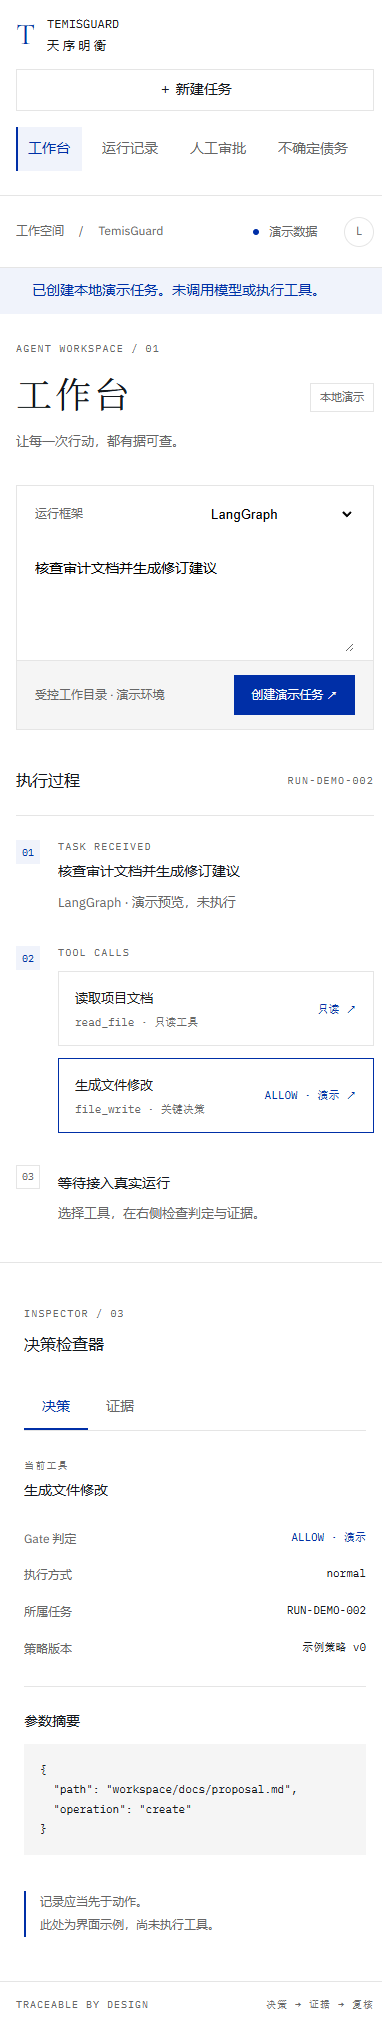 T
TEMISGUARD
天序明衡
+ 新建任务
工作台 运行记录 人工审批 不确定债务
工作空间 / TemisGuard 演示数据 L
已创建本地演示任务。未调用模型或执行工具。
AGENT WORKSPACE / 01
工作台
本地演示
让每一次行动，都有据可查。
运行框架 LangGraph
核查审计文档并生成修订建议
受控工作目录 · 演示环境 创建演示任务 ↗
执行过程 RUN-DEMO-002
01 TASK RECEIVED
核查审计文档并生成修订建议
LangGraph · 演示预览，未执行
02 TOOL CALLS
读取项目文档
read_file · 只读工具 只读 ↗
生成文件修改
file_write · 关键决策 ALLOW · 演示 ↗
03 等待接入真实运行
选择工具，在右侧检查判定与证据。
INSPECTOR / 03
决策检查器
决策 证据
当前工具
生成文件修改
Gate 判定 ALLOW · 演示
执行方式 normal
所属任务 RUN-DEMO-002
策略版本 示例策略 v0
参数摘要
{
"path": "workspace/docs/proposal.md",
"operation": "create"
}
记录应当先于动作。
此处为界面示例，尚未执行工具。
TRACEABLE BY DESIGN 决策 → 证据 → 复核